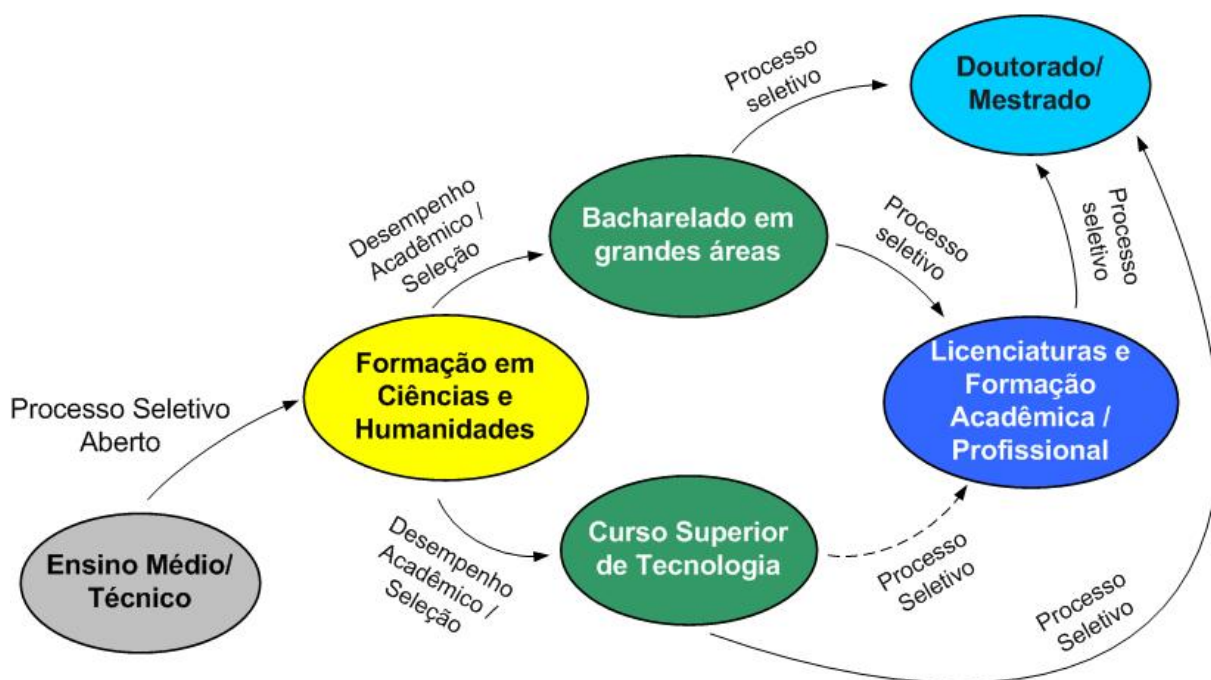 Processo
seletivo
Doutorado/
Mestrado
Desempenho
Acadêmico /
Seleção
Bacharelado em
grandes áreas
Processo
seletivo
Processo
seletivo
Formação em
Ciências e
Humanidades
Licenciaturas e
Formação
Acadêmica /
Profissional
Processo Seletivo
Aberto
Ensino Médio/
Técnico
Desempenho
Acadêmico /
Seleção
Curso Superior
de Tecnologia
Processo
Seletivo
Processo
Seletivo